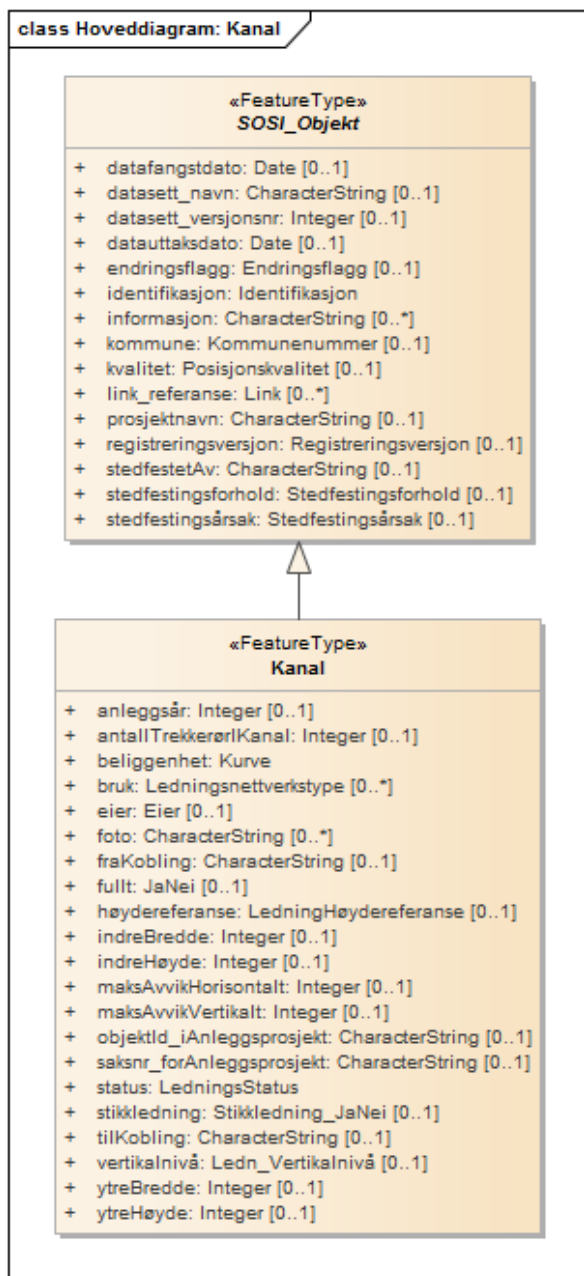 class Hoveddiagram: Kanal
«FeatureType»
SOSI_Objekt
+ datafangstdato: Date [0..1]
+ datasett_navn: CharacterString [0..1]
+ datasett_versjonsnr: Integer [0..1]
+ datauttaksdato: Date [0..1]
+ endringsflagg: Endringsflagg [0..1]
+ identifikasjon: Identifikasjon
+ informasjon: CharacterString [0..*]
+ kommune: Kommunenummer [0..1]
+ kvalitet: Posisjonskvalitet [0..1]
+ link_referanse: Link [0..*]
+ prosjektnavn: CharacterString [0..1]
+ registreringsversjon: Registreringsversjon [0..1]
+ stedfestetAv: CharacterString [0..1]
+ stedfestingsforhold: Stedfestingsforhold [0..1]
+ stedfestingsårsak: Stedfestingsårsak [0..1]
«FeatureType»
Kanal
+ anleggsår: Integer [0..1]
+ antallTrekkerørIKanal: Integer [0..1]
+ beliggenhet: Kurve
+ bruk: Ledningsnettverkstype [0..*]
+ eier: Eier [0..1]
+ foto: CharacterString [0..*]
+ fraKobling: CharacterString [0..1]
+ fullt: JaNei [0..1]
+ høydereferanse: LedningHøydereferanse [0..1]
+ indreBredde: Integer [0..1]
+ indreHøyde: Integer [0..1]
+ maksAvvikHorisontalt: Integer [0..1]
+ maksAvvikVertikalt: Integer [0..1]
+ objektId_iAnleggsprosjekt: CharacterString [0..1]
+ saksnr_forAnleggsprosjekt: CharacterString [0..1]
+ status: LedningsStatus
+ stikkledning: Stikkledning_JaNei [0..1]
+ tilKobling: CharacterString [0..1]
+ vertikalnivå: Ledn_Vertikalnivå [0..1]
+ ytreBredde: Integer [0..1]
+ ytreHøyde: Integer [0..1]